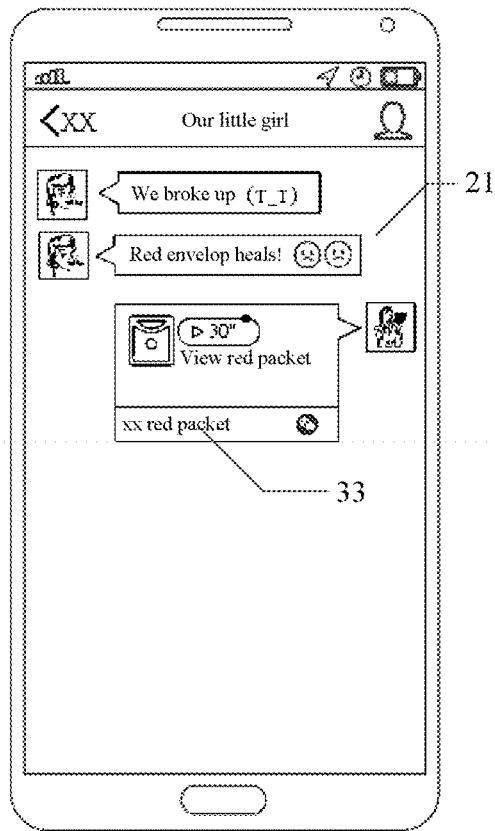 XX
Our little girl
We broke up (T_T)
21
Red envelop heals!
30"
View red packet
xx red packet
33